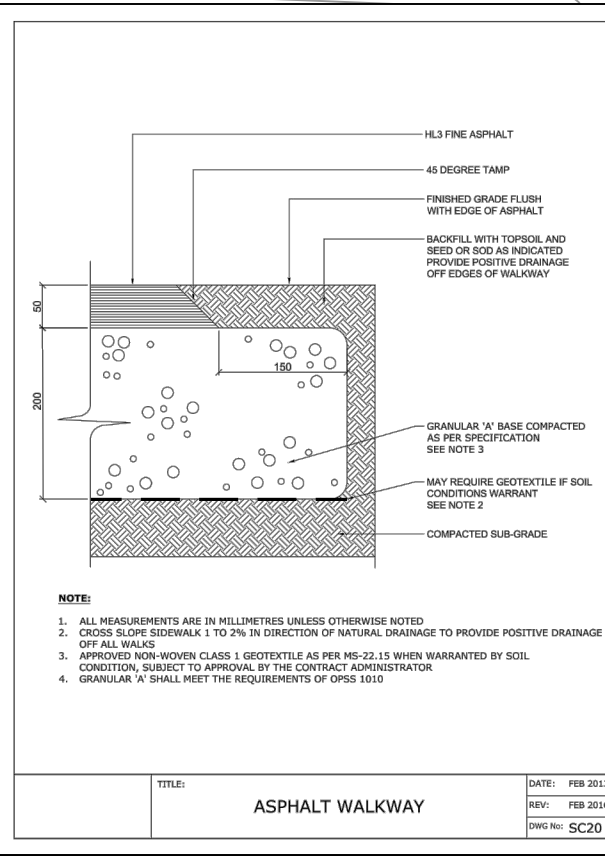 HL3 FINE ASPHALT
45 DEGREE TAMP
FINISHED GRADE FLUSH
WITH EDGE OF ASPHALT
BACKFILL WITH TOPSOIL AND
SEED OR SOD AS INDICATED
PROVIDE POSITIVE DRAINAGE
OFF EDGES OF WALKWAY
50
150
200
GRANULAR 'A' BASE COMPACTED
AS PER SPECIFICATION
SEE NOTE 3
MAY REQUIRE GEOTEXTILE IF SOIL
CONDITIONS WARRANT
SEE NOTE 2
COMPACTED SUB-GRADE
NOTE:
1. ALL MEASUREMENTS ARE IN MILLIMETRES UNLESS OTHERWISE NOTED
2. CROSS SLOPE SIDEWALK 1 TO 2% IN DIRECTION OF NATURAL DRAINAGE TO PROVIDE POSITIVE DRAINAGE
OFF ALL WALKS
3. APPROVED NON-WOVEN CLASS 1 GEOTEXTILE AS PER MS-22.15 WHEN WARRANTED BY SOIL
CONDITION, SUBJECT TO APPROVAL BY THE CONTRACT ADMINISTRATOR
4. GRANULAR 'A' SHALL MEET THE REQUIREMENTS OF OPSS 1010
TITLE:
ASPHALT WALKWAY
DATE: FEB
REV: FEB
DWG No: SC20